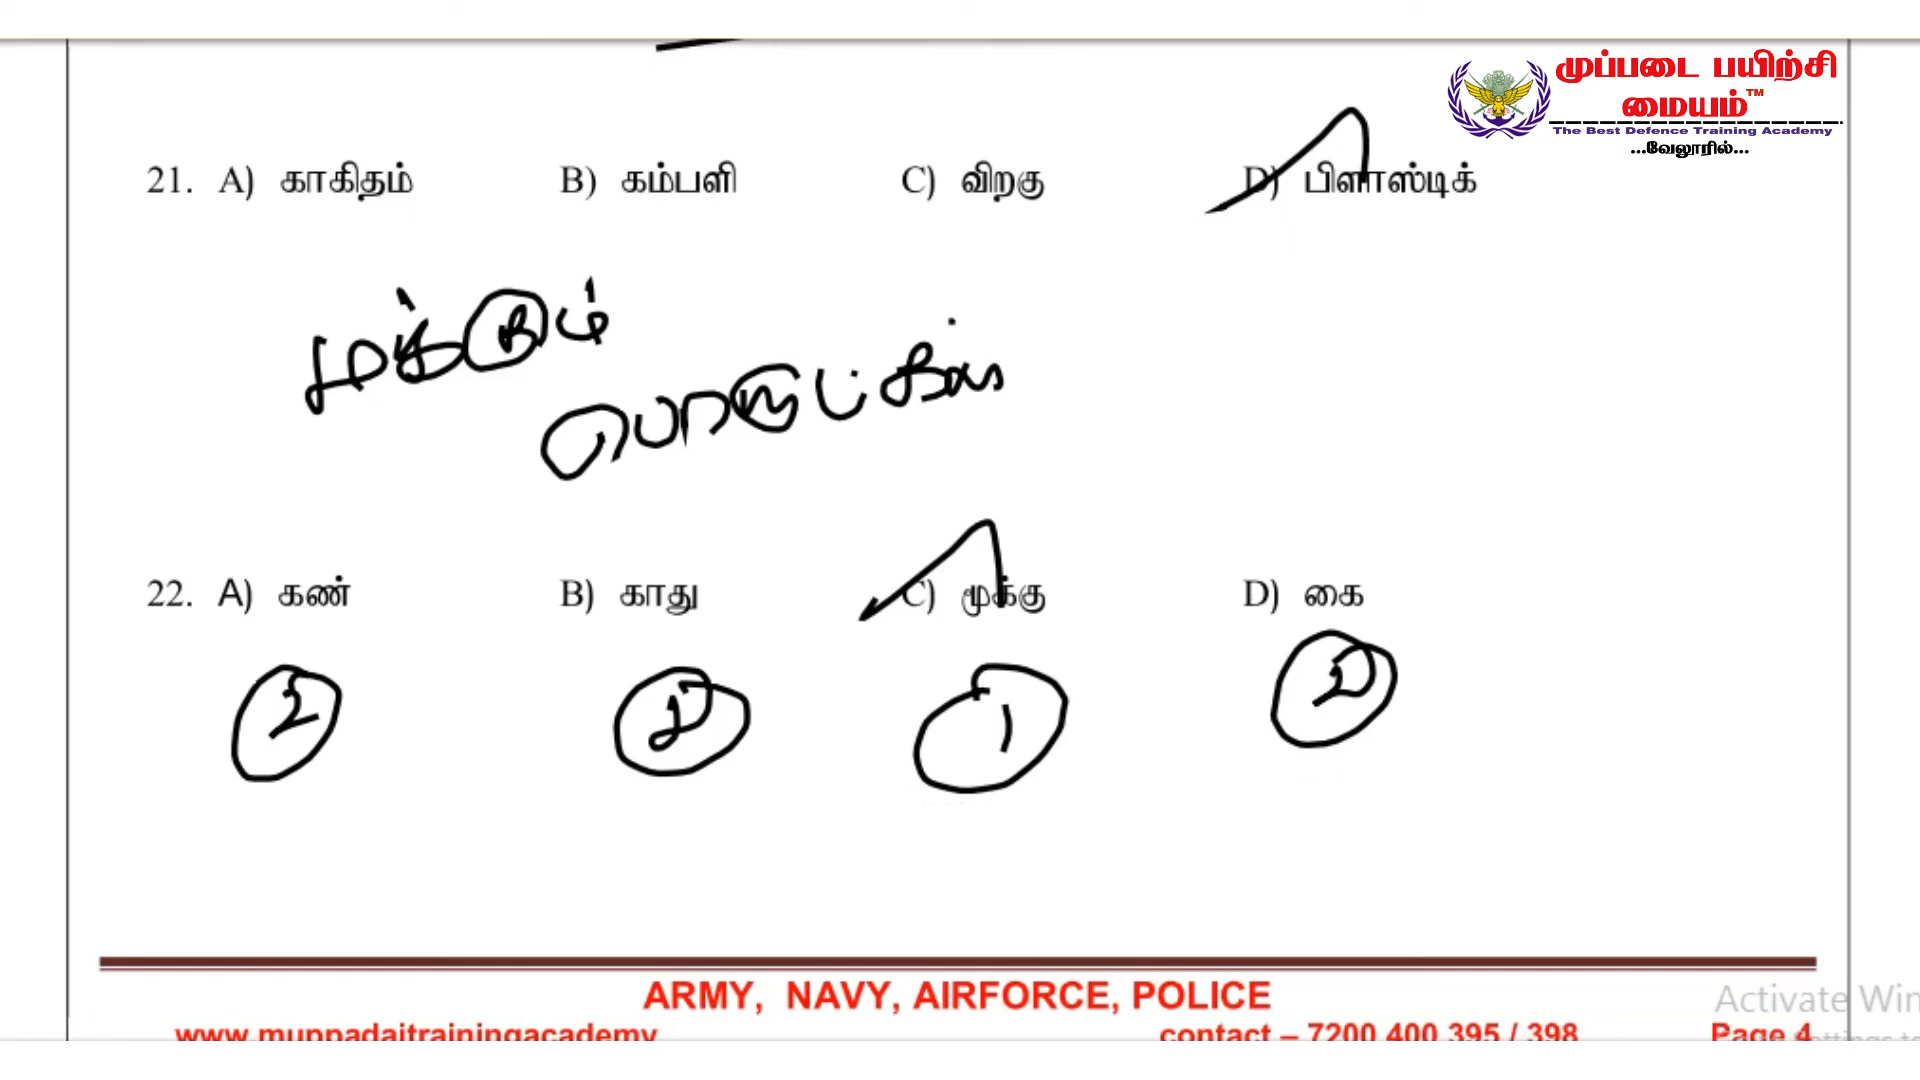 முப்படை பயிற்சி
மையம்™
The Best Defence Training Academy
...வேலூரில்...
21. A) காகிதம் B) கம்பளி C) விறகு D) பிளாஸ்டிக்
மக்கும்
பொருட்கள்
22. A) கண் B) காது C) மூக்கு D) கை
2 2 1 2
ARMY, NAVY, AIRFORCE, POLICE
Activate Win
www.muppadaitrainingacademy contact – 7200 400 395 / 398 Page 4